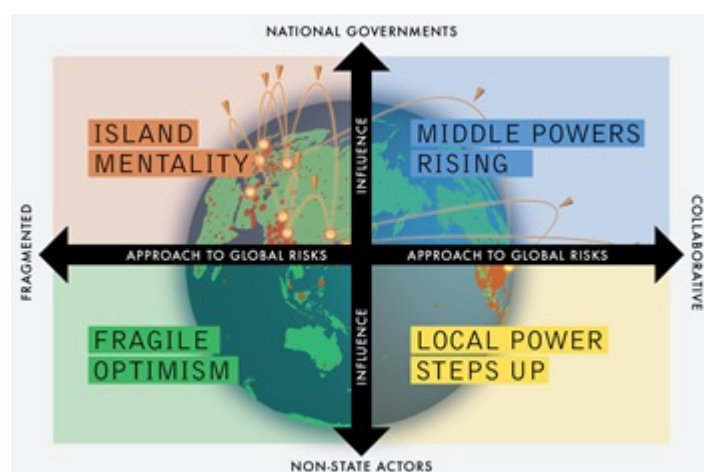 NATIONAL GOVERNMENTS
ISLAND
MENTALITY
INFLUENCE
MIDDLE POWERS
RISING
FRAGMENTED
APPROACH TO GLOBAL RISKS
APPROACH TO GLOBAL RISKS
COLLABORATIVE
FRAGILE
OPTIMISM
INFLUENCE
LOCAL POWER
STEPS UP
NON-STATE ACTORS